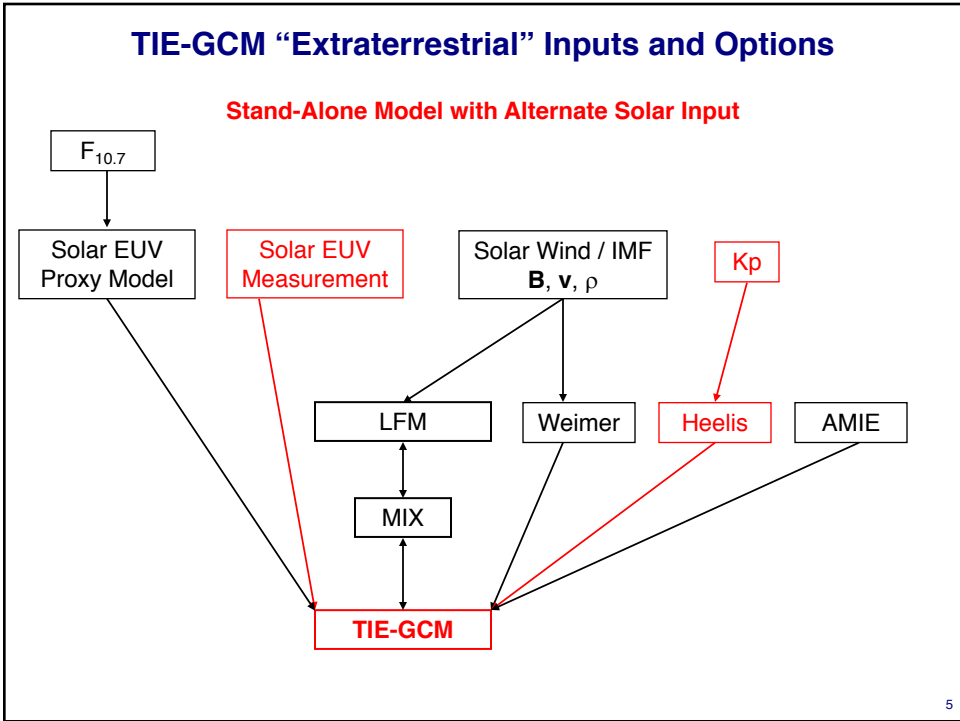 TIE-GCM “Extraterrestrial” Inputs and Options
Stand-Alone Model with Alternate Solar Input
F10.7
Solar EUV
Proxy Model
Solar EUV
Measurement
Solar Wind / IMF
B, v, ρ
Kp
LFM
Weimer
Heelis
AMIE
MIX
TIE-GCM
5